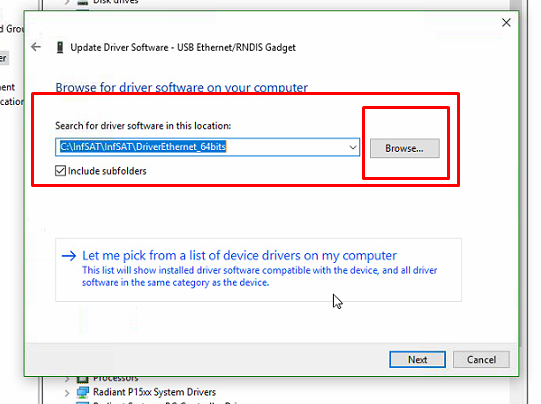 Disk drives
Grou
Update Driver Software - USB Ethernet/RNDIS Gadget
er
Browse for driver software on your computer
ment
cation
Search for driver software in this location:
C:\InfSAT\InfSAT\DriverEthernet_64bits
Browse...
Include subfolders
Let me pick from a list of device drivers on my computer
This list will show installed driver software compatible with the device, and all driver
software in the same category as the device.
Next
Cancel
Processors
Radiant P15xx System Drivers